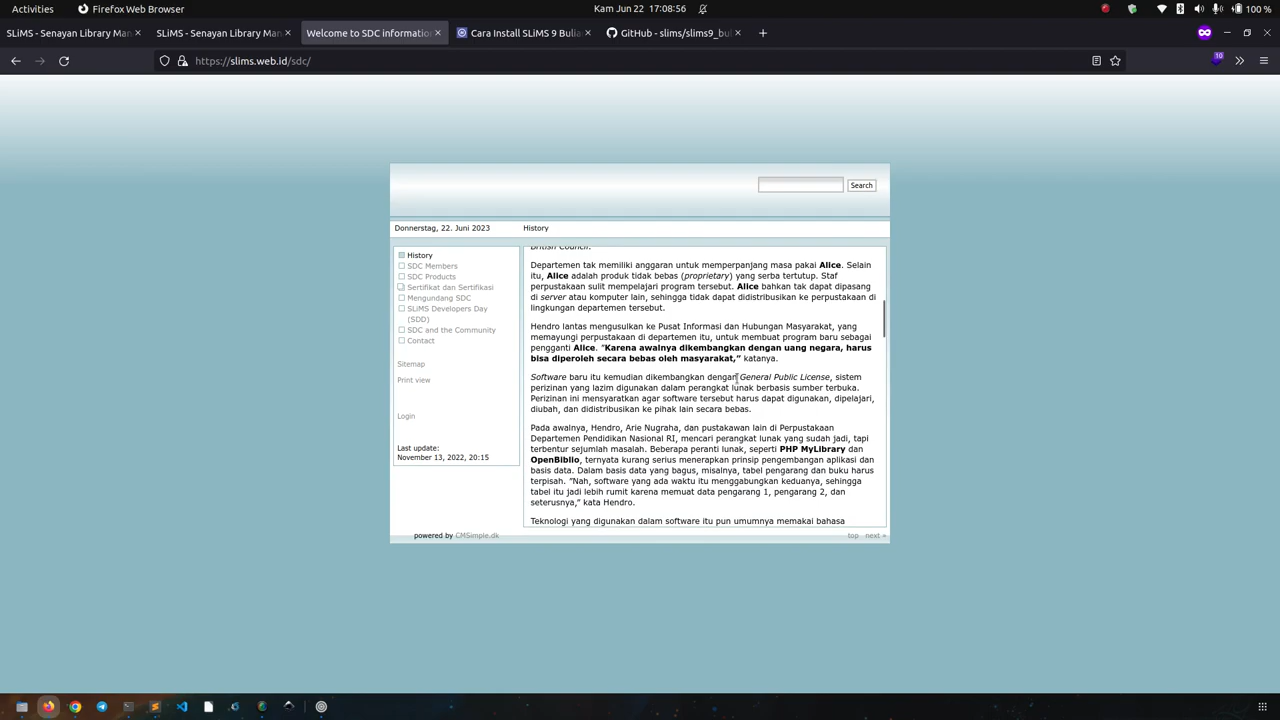 Activities
Firefox Web Browser
Kam Jun 22 17:08:56
100 %
SLiMS - Senayan Library Man
SLiMS - Senayan Library Man
Welcome to SDC informatio
Cara Install SLiMS 9 Bulia
GitHub - slims/slims9_bul
https://slims.web.id/sdc/
10
Search
Donnerstag, 22. Juni 2023
History
History
SDC Members
SDC Products
Sertifikat dan Sertifikasi
Mengundang SDC
SLiMS Developers Day
(SDD)
SDC and the Community
Contact
Sitemap
Print view
Login
Last update:
November 13, 2022, 20:15
British Council.
Departemen tak memiliki anggaran untuk memperpanjang masa pakai Alice. Selain
itu, Alice adalah produk tidak bebas (proprietary) yang serba tertutup. Staf
perpustakaan sulit mempelajari program tersebut. Alice bahkan tak dapat dipasang
di server atau komputer lain, sehingga tidak dapat didistribusikan ke perpustakaan di
lingkungan departemen tersebut.
Hendro lantas mengusulkan ke Pusat Informasi dan Hubungan Masyarakat, yang
memayungi perpustakaan di departemen itu, untuk membuat program baru sebagai
pengganti Alice. "Karena awalnya dikembangkan dengan uang negara, harus
bisa diperoleh secara bebas oleh masyarakat,” katanya.
Software baru itu kemudian dikembangkan dengan General Public License, sistem
perizinan yang lazim digunakan dalam perangkat lunak berbasis sumber terbuka.
Perizinan ini mensyaratkan agar software tersebut harus dapat digunakan, dipelajari,
diubah, dan didistribusikan ke pihak lain secara bebas.
Pada awalnya, Hendro, Arie Nugraha, dan pustakawan lain di Perpustakaan
Departemen Pendidikan Nasional RI, mencari perangkat lunak yang sudah jadi, tapi
terbentur sejumlah masalah. Beberapa peranti lunak, seperti PHP MyLibrary dan
OpenBiblio, ternyata kurang serius menerapkan prinsip pengembangan aplikasi dan
basis data. Dalam basis data yang bagus, misalnya, tabel pengarang dan buku harus
terpisah. “Nah, software yang ada waktu itu menggabungkan keduanya, sehingga
tabel itu jadi lebih rumit karena memuat data pengarang 1, pengarang 2, dan
seterusnya,” kata Hendro.
Teknologi yang digunakan dalam software itu pun umumnya memakai bahasa
powered by CMSimple.dk
top next »